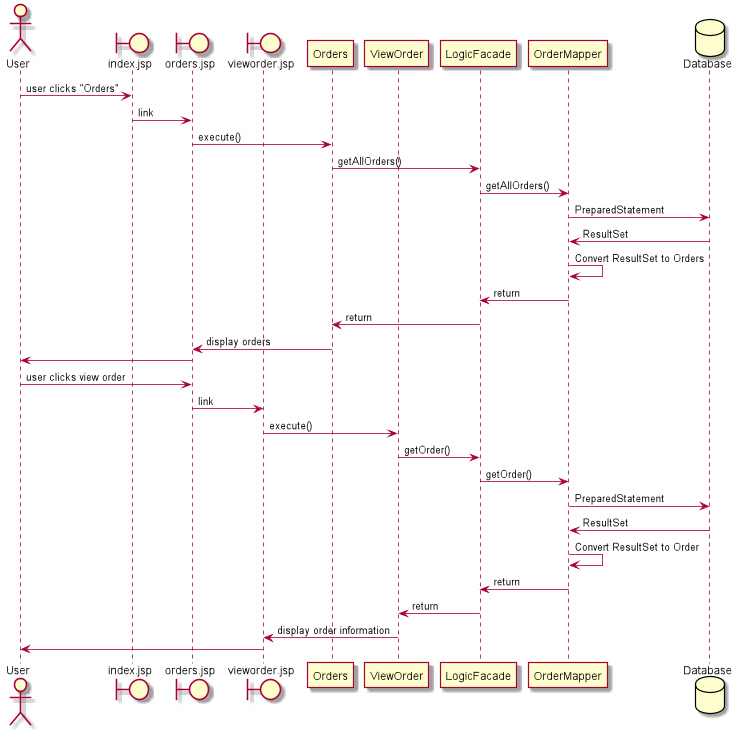 User
index.jsp
orders.jsp
vieworder.jsp
Orders
ViewOrder
LogicFacade
OrderMapper
Database
user clicks "Orders"
link
execute()
getAllOrders()
getAllOrders()
PreparedStatement
ResultSet
Convert ResultSet to Orders
return
return
display orders
user clicks view order
link
execute()
getOrder()
getOrder()
PreparedStatement
ResultSet
Convert ResultSet to Order
return
return
display order information
User
index.jsp
orders.jsp
vieworder.jsp
Orders
ViewOrder
LogicFacade
OrderMapper
Database